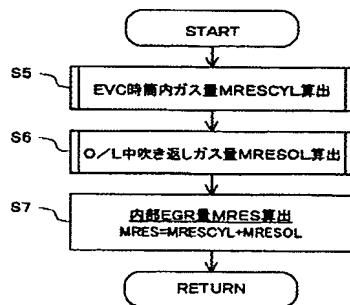 START
S5
EVC時筒内ガス量MRESCYL算出
S6
O／L中吹き返しガス量MRESOL算出
S7
内部EGR量MRES算出
MRES=MRESCYL+MRESOL
RETURN